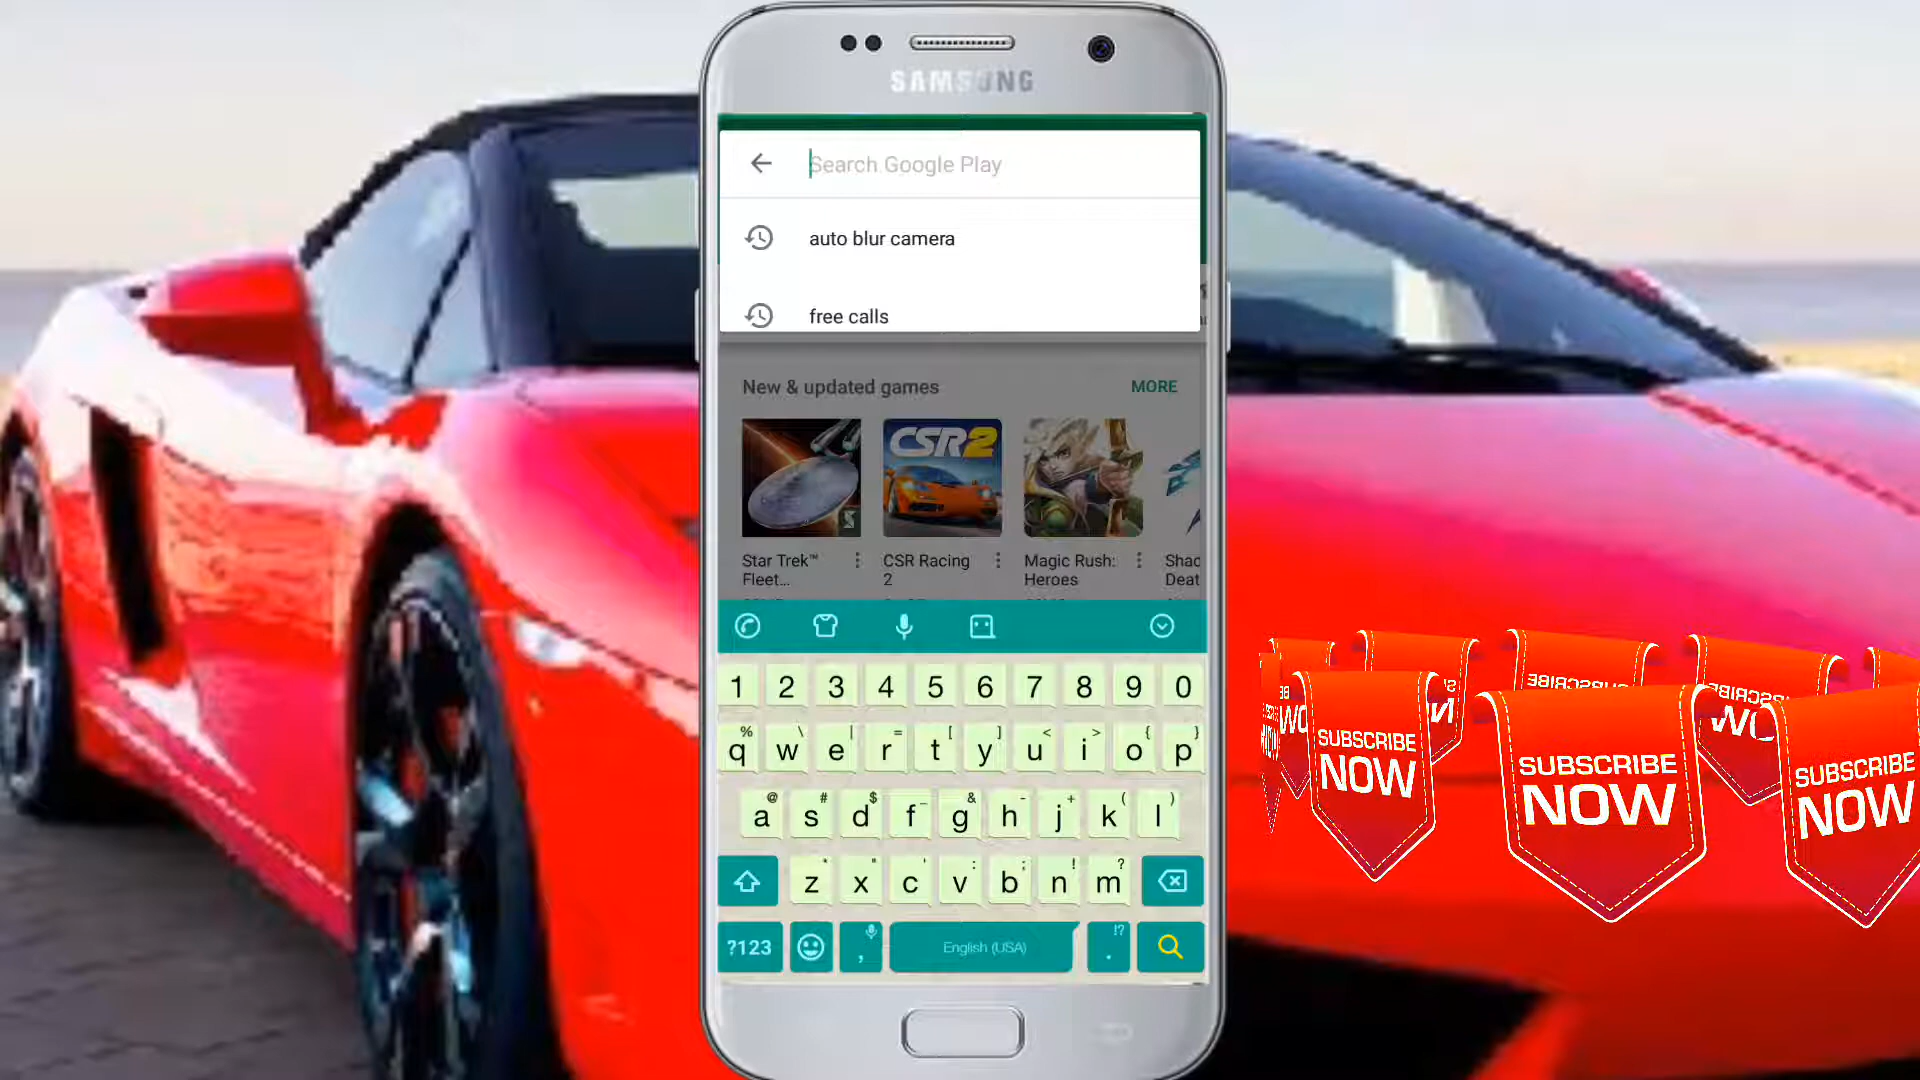 SAMSUNG
Search Google Play
auto blur camera
free calls
New & updated games
MORE
CSR2
Star Trek™
Fleet...
CSR Racing
2
Magic Rush:
Heroes
Shac
Deat
1 2 3 4 5 6 7 8 9 0
% \ | = [ ] < > { }
q w e r t y u i o p
@ # $ _ & - + ( )
a s d f g h j k l
* " ' : ; ! ?
z x c v b n m
!?
?123 , English (USA) .
SUBSCRIBE
NOW
SUBSCRIBE
NOW
SUBSCRIBE
NOW